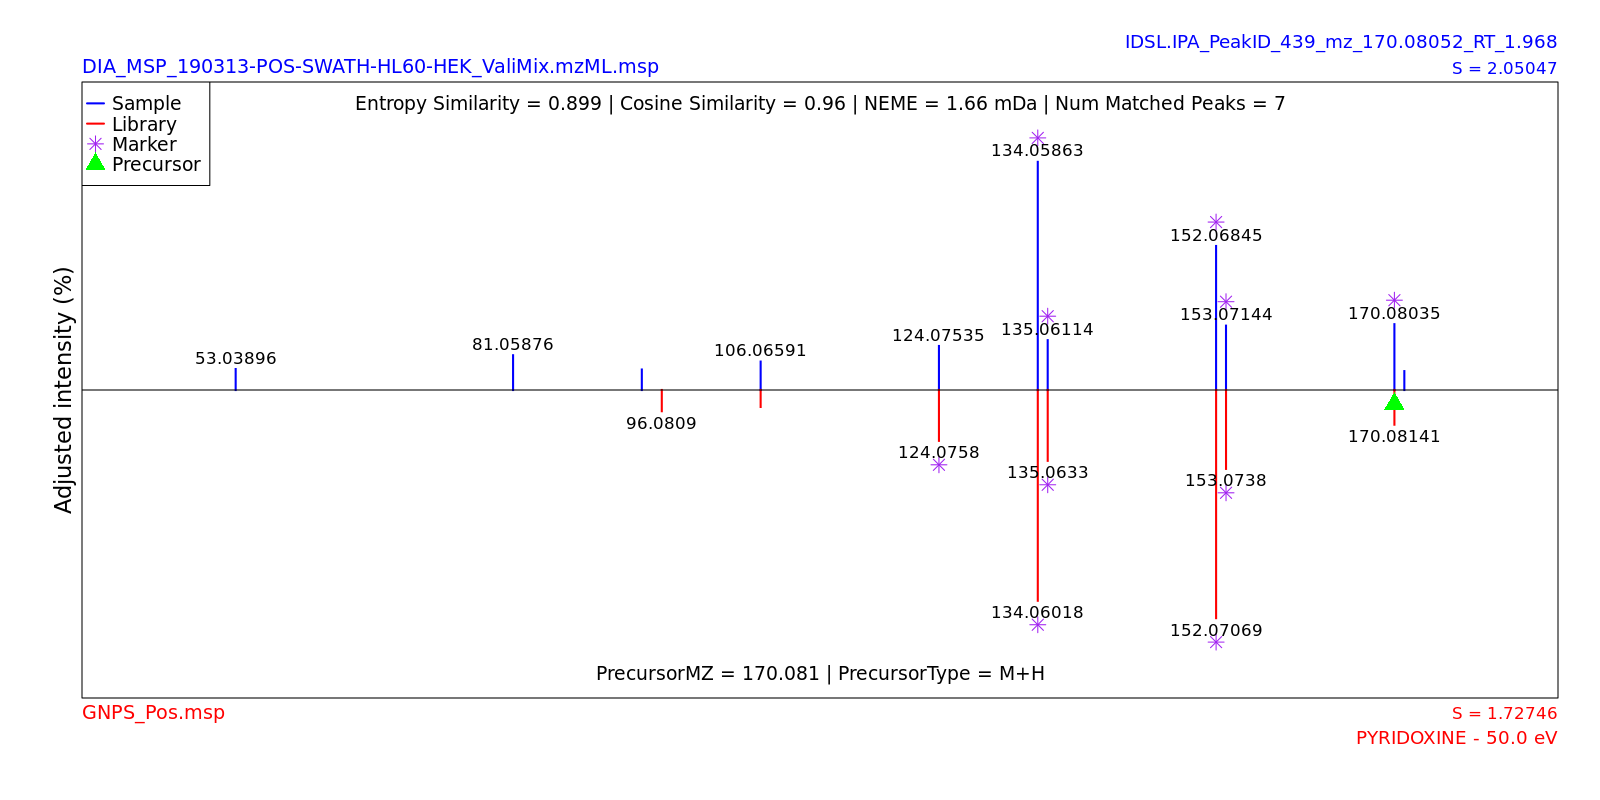 IDSL.IPA_PeakID_439_mz_170.08052_RT_1.968
DIA_MSP_190313-POS-SWATH-HL60-HEK_ValiMix.mzML.msp
S = 2.05047
Sample
Library
Marker
Precursor
Entropy Similarity = 0.899 | Cosine Similarity = 0.96 | NEME = 1.66 mDa | Num Matched Peaks = 7
134.05863
152.06845
153.07144
170.08035
135.06114
124.07535
81.05876
106.06591
53.03896
Adjusted intensity (%)
96.0809
170.08141
124.0758
135.0633
153.0738
134.06018
152.07069
PrecursorMZ = 170.081 | PrecursorType = M+H
GNPS_Pos.msp
S = 1.72746
PYRIDOXINE - 50.0 eV